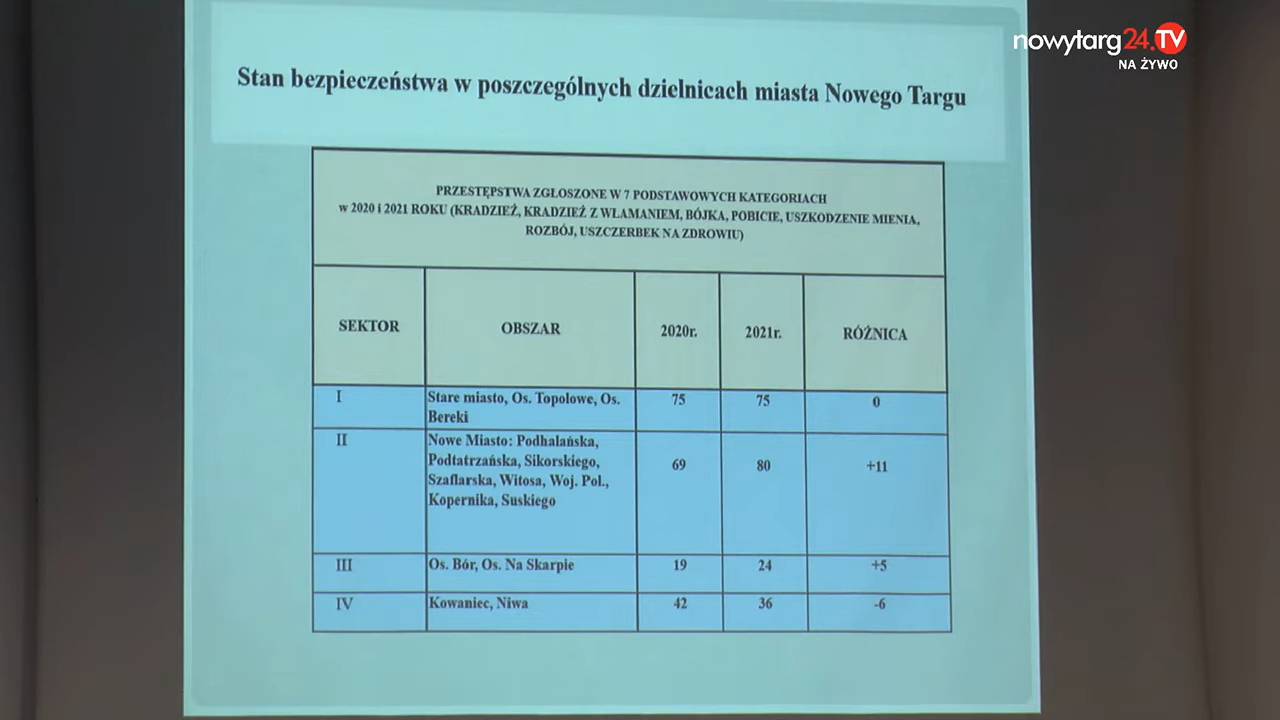 nowytarg24.TV
NA ŻYWO
Stan bezpieczeństwa w poszczególnych dzielnicach miasta Nowego Targu
PRZESTĘPSTWA ZGŁOSZONE W 7 PODSTAWOWYCH KATEGORIACH
w 2020 i 2021 ROKU (KRADZIEŻ, KRADZIEŻ Z WŁAMANIEM, BÓJKA, POBICIE, USZKODZENIE MIENIA,
ROZBÓJ, USZCZERBEK NA ZDROWIU)
SEKTOR OBSZAR 2020r. 2021r. RÓŻNICA
I Stare miasto, Os. Topolowe, Os. 75 75 0
Bereki
II Nowe Miasto: Podhalańska,
Podtatrzańska, Sikorskiego, 69 80 +11
Szaflarska, Witosa, Woj. Pol.,
Kopernika, Suskiego
III Os. Bór, Os. Na Skarpie 19 24 +5
IV Kowaniec, Niwa 42 36 -6